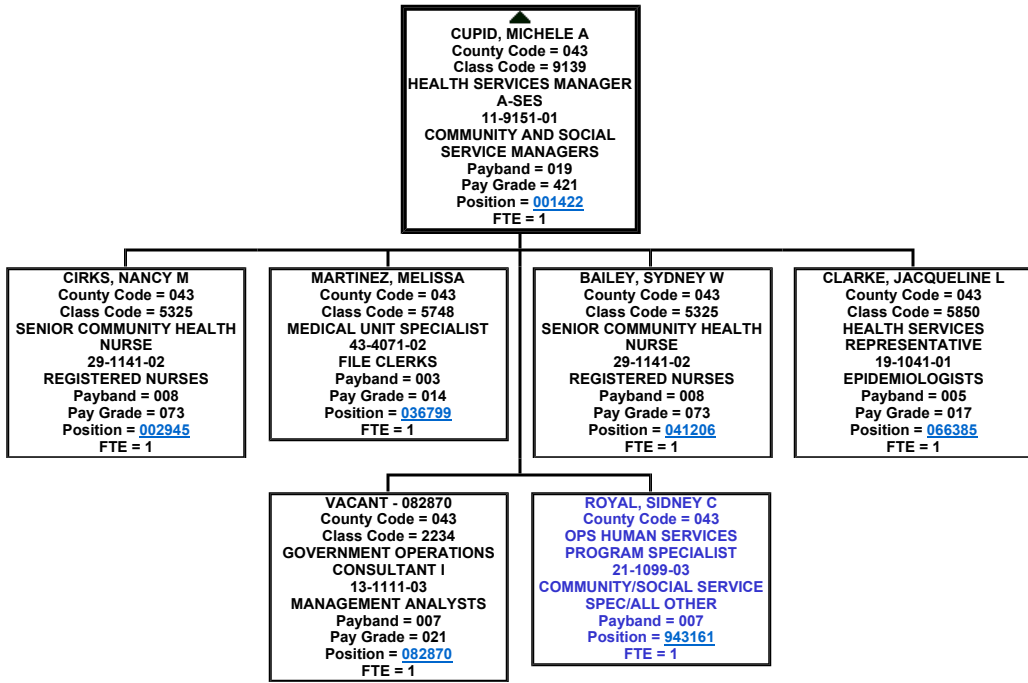 CUPID, MICHELE A
County Code = 043
Class Code = 9139
HEALTH SERVICES MANAGER
A-SES
11-9151-01
COMMUNITY AND SOCIAL
SERVICE MANAGERS
Payband = 019
Pay Grade = 421
Position = 001422
FTE = 1
CIRKS, NANCY M
County Code = 043
Class Code = 5325
SENIOR COMMUNITY HEALTH
NURSE
29-1141-02
REGISTERED NURSES
Payband = 008
Pay Grade = 073
Position = 002945
FTE = 1
MARTINEZ, MELISSA
County Code = 043
Class Code = 5748
MEDICAL UNIT SPECIALIST
43-4071-02
FILE CLERKS
Payband = 003
Pay Grade = 014
Position = 036799
FTE = 1
BAILEY, SYDNEY W
County Code = 043
Class Code = 5325
SENIOR COMMUNITY HEALTH
NURSE
29-1141-02
REGISTERED NURSES
Payband = 008
Pay Grade = 073
Position = 041206
FTE = 1
CLARKE, JACQUELINE L
County Code = 043
Class Code = 5850
HEALTH SERVICES
REPRESENTATIVE
19-1041-01
EPIDEMIOLOGISTS
Payband = 005
Pay Grade = 017
Position = 066385
FTE = 1
VACANT - 082870
County Code = 043
Class Code = 2234
GOVERNMENT OPERATIONS
CONSULTANT I
13-1111-03
MANAGEMENT ANALYSTS
Payband = 007
Pay Grade = 021
Position = 082870
FTE = 1
ROYAL, SIDNEY C
County Code = 043
OPS HUMAN SERVICES
PROGRAM SPECIALIST
21-1099-03
COMMUNITY/SOCIAL SERVICE
SPEC/ALL OTHER
Payband = 007
Position = 943161
FTE = 1